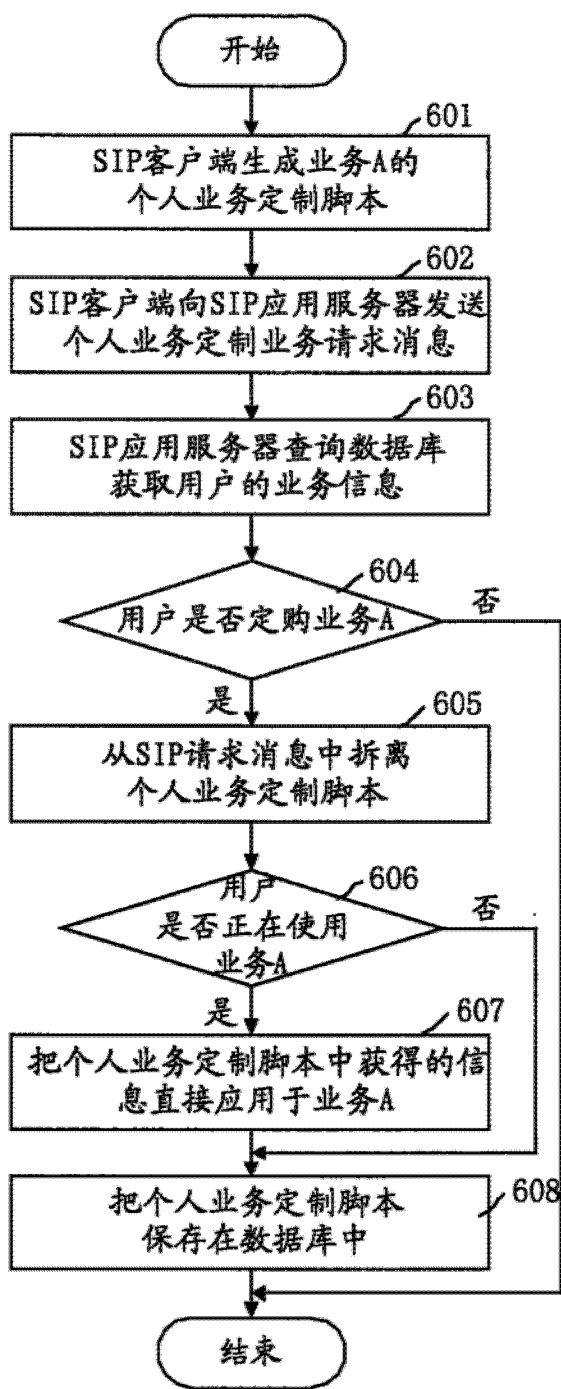 开始
601
SIP客户端生成业务A的
个人业务定制脚本
602
SIP客户端向SIP应用服务器发送
个人业务定制业务请求消息
603
SIP应用服务器查询数据库
获取用户的业务信息
604
用户是否定购业务A
否
是
605
从SIP请求消息中拆离
个人业务定制脚本
606
用户
是否正在使用
业务A
否
是
607
把个人业务定制脚本中获得的信
息直接应用于业务A
608
把个人业务定制脚本
保存在数据库中
结束